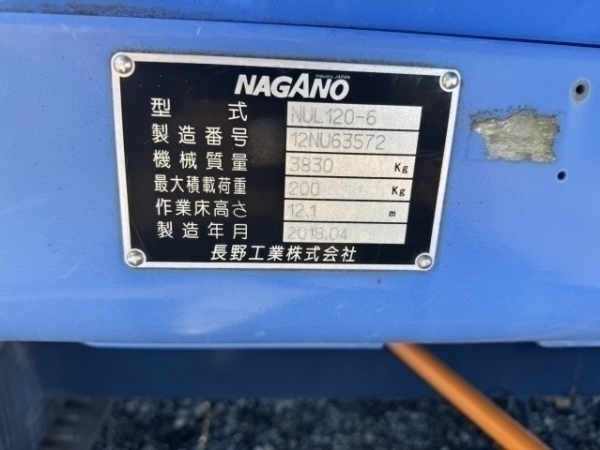 Industry JAPAN
NAGANO
型式 NUL120-6
製造番号 12NU63572
機械質量 3830 Kg
最大積載荷重 200 Kg
作業床高さ 12.1 m
製造年月 2018.04
長野工業株式会社